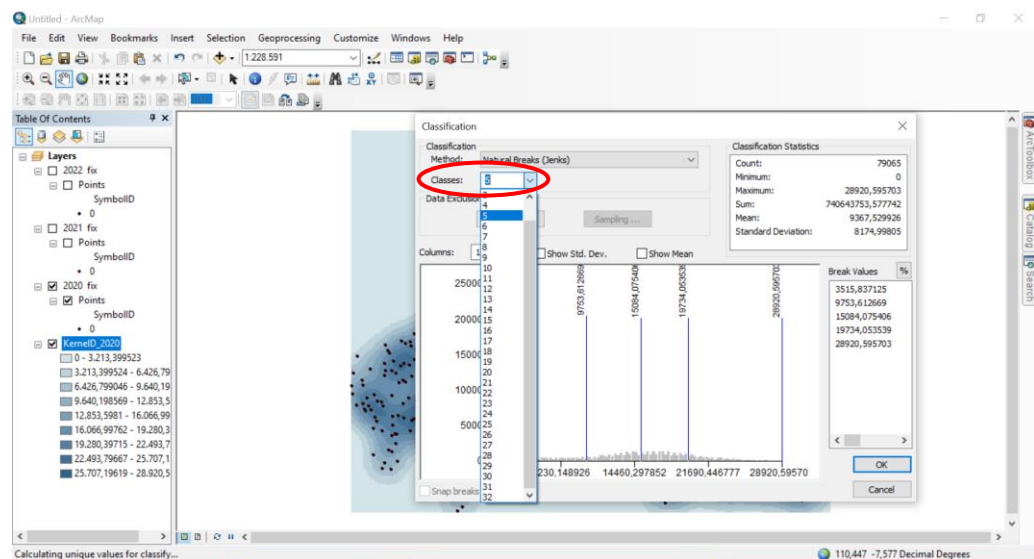 Untitled - ArcMap
File Edit View Bookmarks Insert Selection Geoprocessing Customize Windows Help
1:228.591
Table Of Contents
Layers
2022 fix
Points
SymbolID
0
2021 fix
Points
SymbolID
0
2020 fix
Points
SymbolID
0
KernelD_2020
0 - 3.213,399523
3.213,399524 - 6.426,79
6.426,799046 - 9.640,19
9.640,198569 - 12.853,5
12.853,5981 - 16.066,99
16.066,99762 - 19.280,3
19.280,39715 - 22.493,7
22.493,79667 - 25.707,1
25.707,19619 - 28.920,5
Classification
Classification
Method: Natural Breaks (Jenks)
Classes: 5
Data Exclusion
Sampling ...
4
5
6
7
8
9
10
11
12
13
14
15
16
17
18
19
20
21
22
23
24
25
26
27
28
29
30
31
32
Classification Statistics
Count: 79065
Minimum: 0
Maximum: 28920,595703
Sum: 740643753,577742
Mean: 9367,529926
Standard Deviation: 8174,99805
Columns:
Show Std. Dev.
Show Mean
25000
20000
15000
10000
5000
9753,612669
15084,075406
19734,053539
28920,595703
230,148926 14460,297852 21690,446777 28920,59570
Snap breaks
Break Values %
3515,837125
9753,612669
15084,075406
19734,053539
28920,595703
OK
Cancel
ArcToolbox
Catalog
Search
Calculating unique values for classify...
110,447 -7,577 Decimal Degrees